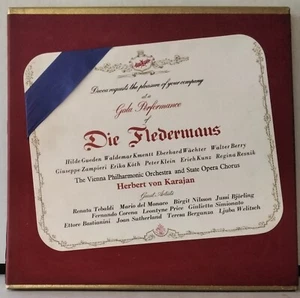 Decca requests the pleasure of your company
at a
Gala Performance
of
Die Fledermaus
Hilde Gueden Waldemar Kmentt Eberhard Wächter Walter Berry
Giuseppe Zampieri Erika Köth Peter Klein Erich Kunz Regina Resnik
The Vienna Philharmonic Orchestra and State Opera Chorus
Herbert von Karajan
Guest Artists
Renata Tebaldi Mario del Monaco Birgit Nilsson Jussi Björling
Fernando Corena Leontyne Price Giulietta Simionato
Ettore Bastianini Joan Sutherland Teresa Berganza Ljuba Welitsch